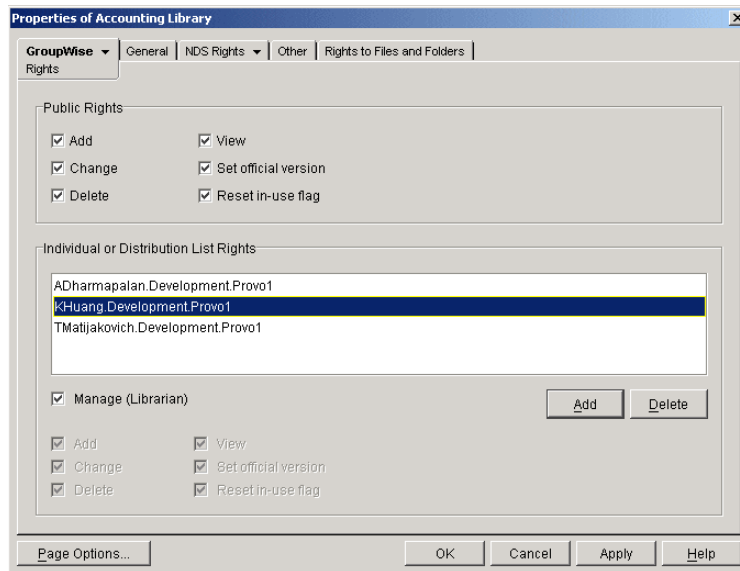 Properties of Accounting Library
GroupWise General NDS Rights Other Rights to Files and Folders
Rights
Public Rights
Add View
Change Set official version
Delete Reset in-use flag
Individual or Distribution List Rights
ADharmapalan.Development.Provo1
KHuang.Development.Provo1
TMatijakovich.Development.Provo1
Manage (Librarian) Add Delete
Add View
Change Set official version
Delete Reset in-use flag
Page Options... OK Cancel Apply Help